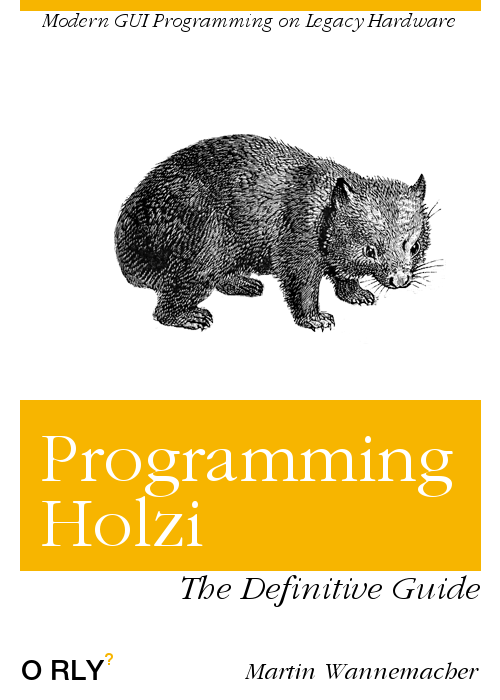 Modern GUI Programming on Legacy Hardware
Programming
Holzi
The Definitive Guide
O RLY?
Martin Wannemacher